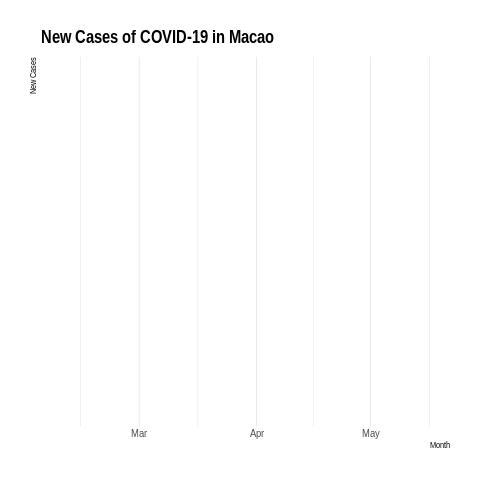 New Cases of COVID-19 in Macao
New Cases
Mar
Apr
May
Month